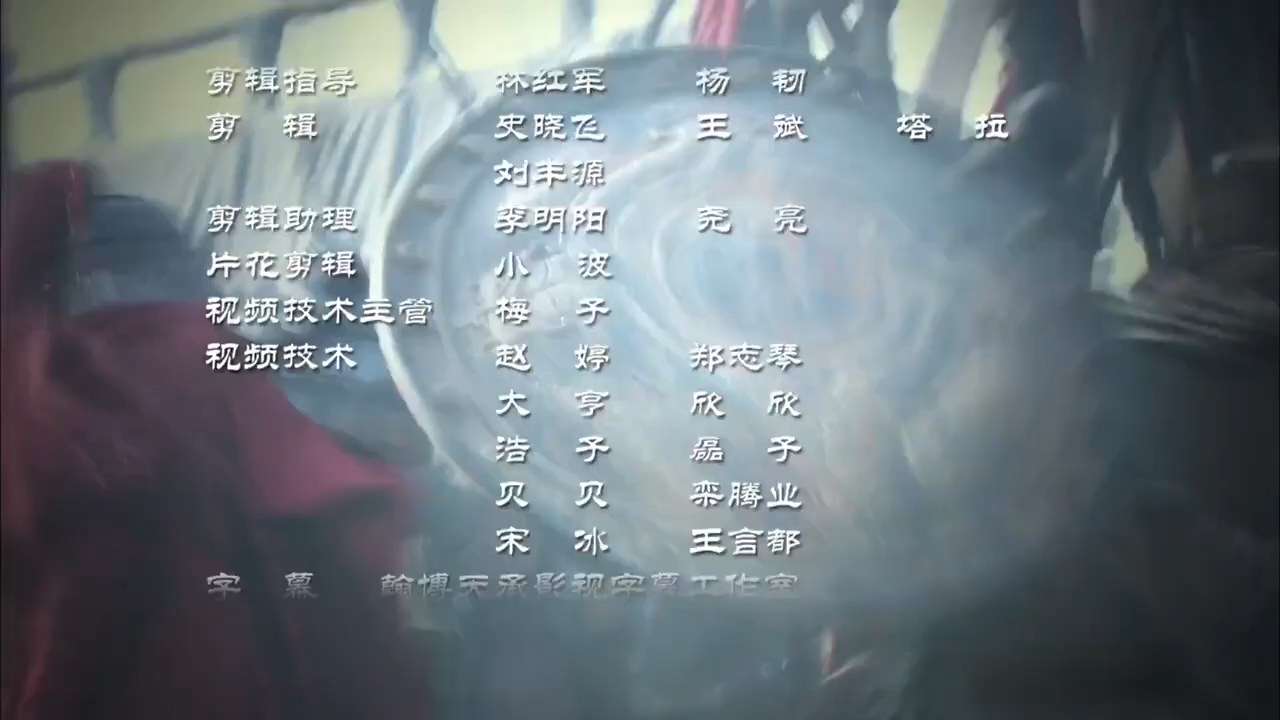 剪辑指导 林红军 杨韧
剪辑 史晓飞 王斌 塔拉
刘丰源
剪辑助理 李明阳 尧亮
片花剪辑 小波
视频技术主管 梅子
视频技术 赵婷 郑志琴
大亨 欣欣
浩子 磊子
贝贝 栾腾业
宋冰 王言都
字幕 翰博天承影视字幕工作室